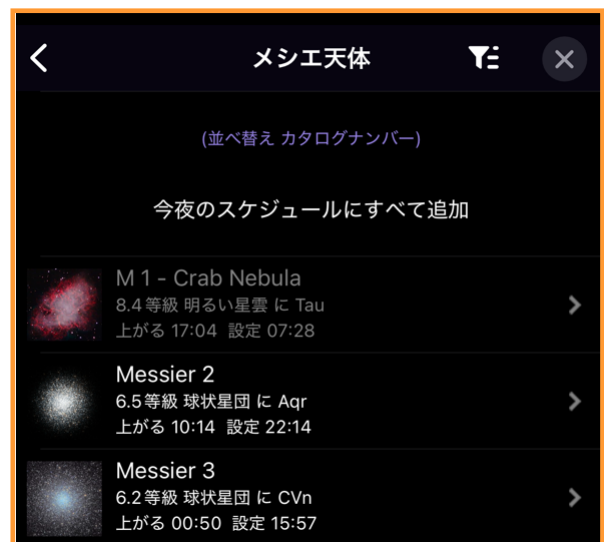 メシエ天体
(並べ替え カタログナンバー)
今夜のスケジュールにすべて追加
M 1 - Crab Nebula
8.4等級 明るい星雲 に Tau
上がる 17:04 設定 07:28
Messier 2
6.5等級 球状星団 に Aqr
上がる 10:14 設定 22:14
Messier 3
6.2等級 球状星団 に CVn
上がる 00:50 設定 15:57